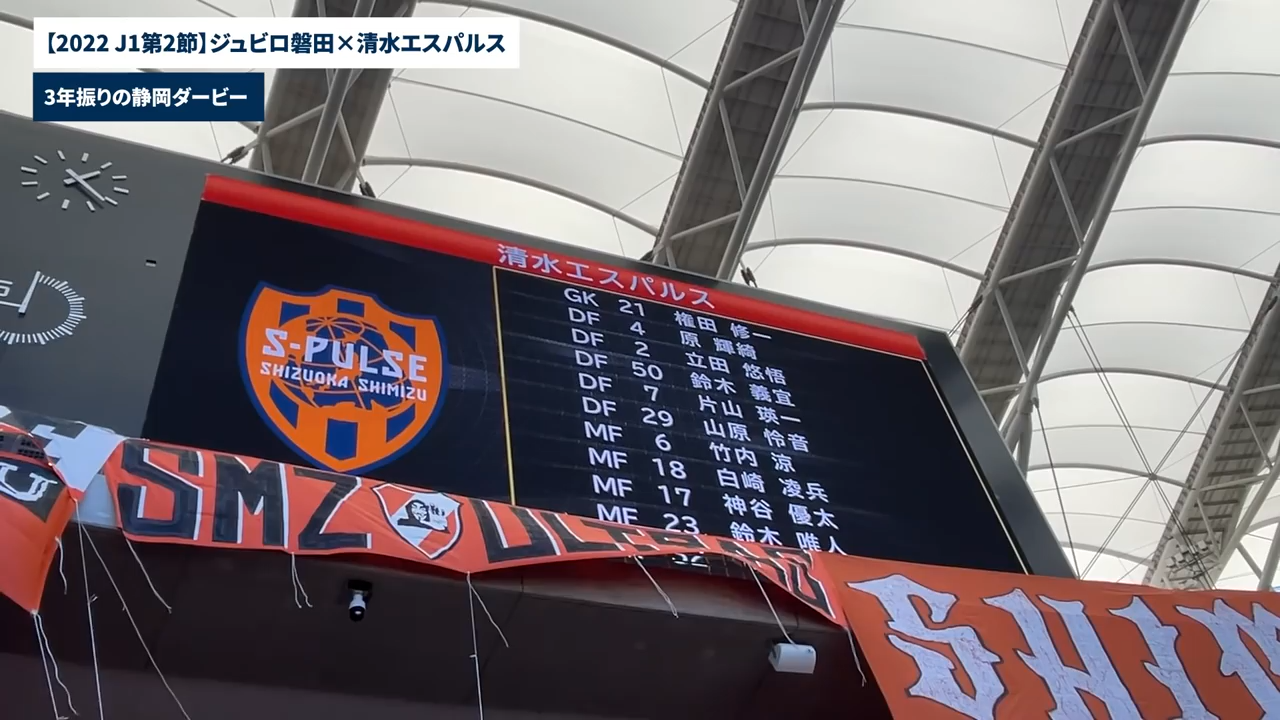 【2022 J1第2節】ジュビロ磐田×清水エスパルス
3年振りの静岡ダービー
清水エスパルス
GK 21 権田 修一
DF 4 原 輝綺
DF 2 立田 悠悟
DF 50 鈴木 義宜
DF 7 片山 瑛一
DF 29 山原 怜音
MF 6 竹内 涼
MF 18 白崎 凌兵
MF 17 神谷 優太
MF 23 鈴木 唯人
S-PULSE
SHIZUOKA SHIMIZU
SMZ